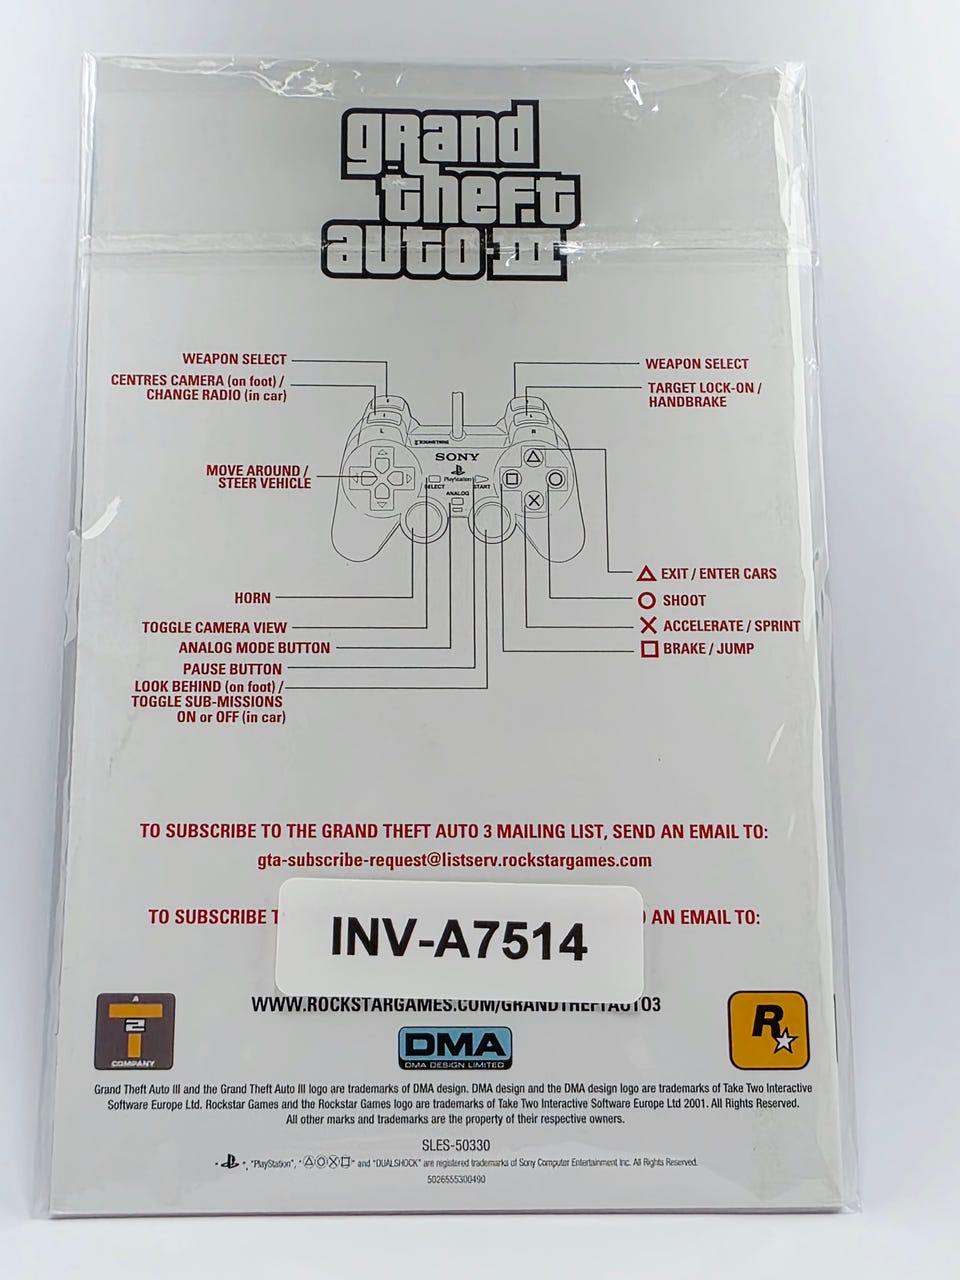 grand
theft
auto III
WEAPON SELECT
WEAPON SELECT
CENTRES CAMERA (on foot) /
CHANGE RADIO (in car)
TARGET LOCK-ON /
HANDBRAKE
L
R
DUALSHOCK 2
SONY
PlayStation
SELECT
START
ANALOG
MOVE AROUND /
STEER VEHICLE
EXIT / ENTER CARS
HORN
SHOOT
TOGGLE CAMERA VIEW
ACCELERATE / SPRINT
ANALOG MODE BUTTON
BRAKE / JUMP
PAUSE BUTTON
LOOK BEHIND (on foot) /
TOGGLE SUB-MISSIONS
ON or OFF (in car)
TO SUBSCRIBE TO THE GRAND THEFT AUTO 3 MAILING LIST, SEND AN EMAIL TO:
gta-subscribe-request@listserv.rockstargames.com
TO SUBSCRIBE AN EMAIL TO:
INV-A7514
WWW.ROCKSTARGAMES.COM/GRANDTHEFTAUTO3
A
T
2
COMPANY
DMA
DMA DESIGN LIMITED
R
Grand Theft Auto III and the Grand Theft Auto III logo are trademarks of DMA design. DMA design and the DMA design logo are trademarks of Take Two Interactive
Software Europe Ltd. Rockstar Games and the Rockstar Games logo are trademarks of Take Two Interactive Software Europe Ltd 2001. All Rights Reserved.
All other marks and trademarks are the property of their respective owners.
SLES-50330
" ", "PlayStation", "△○✕□" and "DUALSHOCK" are registered trademarks of Sony Computer Entertainment Inc. All Rights Reserved.
5026555300490